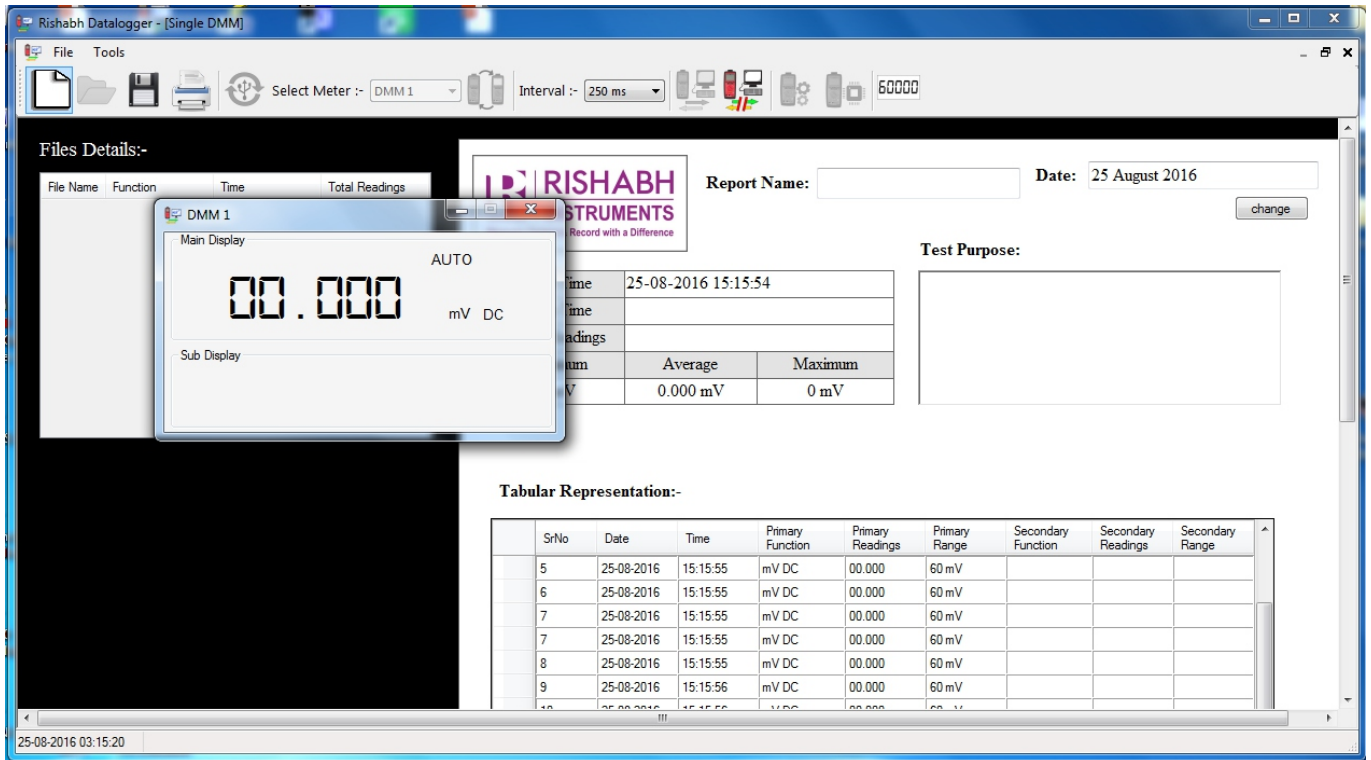 Rishabh Datalogger - [Single DMM]
File Tools
Select Meter :- DMM 1 Interval :- 250 ms 60000
Files Details:-
File Name Function Time Total Readings
DMM 1
Main Display
AUTO
00.000
mV DC
Sub Display
RISHABH
STRUMENTS
Record with a Difference
Report Name:
Date: 25 August 2016
change
Test Purpose:
ime 25-08-2016 15:15:54
ime
adings
um Average Maximum
V 0.000 mV 0 mV
Tabular Representation:-
SrNo Date Time Primary Function Primary Readings Primary Range Secondary Function Secondary Readings Secondary Range
5 25-08-2016 15:15:55 mV DC 00.000 60 mV
6 25-08-2016 15:15:55 mV DC 00.000 60 mV
7 25-08-2016 15:15:55 mV DC 00.000 60 mV
7 25-08-2016 15:15:55 mV DC 00.000 60 mV
8 25-08-2016 15:15:55 mV DC 00.000 60 mV
9 25-08-2016 15:15:56 mV DC 00.000 60 mV
25-08-2016 03:15:20